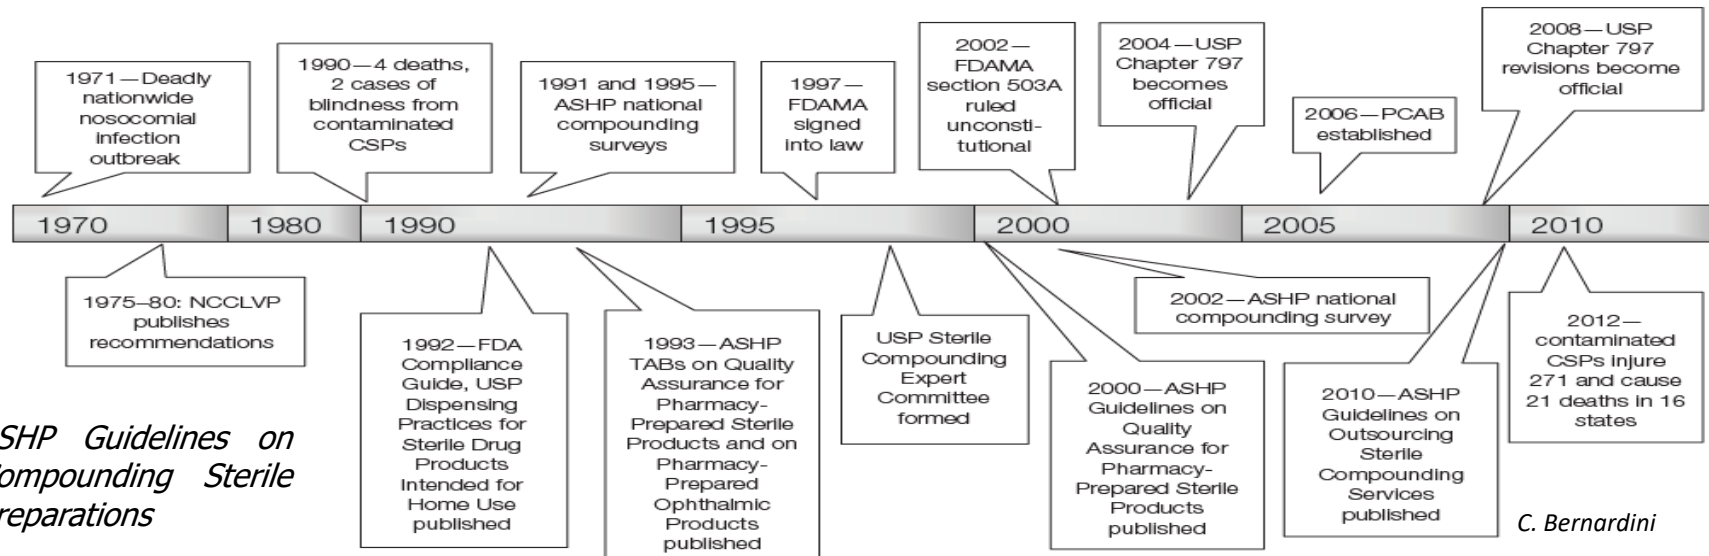 1971—Deadly
nationwide
nosocomial
infection
outbreak
1990—4 deaths,
2 cases of
blindness from
contaminated
CSPs
1991 and 1995—
ASHP national
compounding
surveys
1997—
FDAMA
signed
into law
2002—
FDAMA
section 503A
ruled
unconsti-
tutional
2004—USP
Chapter 797
becomes
official
2006—PCAB
established
2008—USP
Chapter 797
revisions become
official
1970
1980
1990
1995
2000
2005
2010
1975–80: NCCLVP
publishes
recommendations
1992—FDA
Compliance
Guide, USP
Dispensing
Practices for
Sterile Drug
Products
Intended for
Home Use
published
1993—ASHP
TABs on Quality
Assurance for
Pharmacy-
Prepared Sterile
Products and on
Pharmacy-
Prepared
Ophthalmic
Products
published
USP Sterile
Compounding
Expert
Committee
formed
2000—ASHP
Guidelines on
Quality
Assurance for
Pharmacy-
Prepared Sterile
Products
published
2002—ASHP national
compounding survey
2010—ASHP
Guidelines on
Outsourcing
Sterile
Compounding
Services
published
2012—
contaminated
CSPs injure
271 and cause
21 deaths in 16
states
SHP Guidelines on
ompounding Sterile
reparations
C. Bernardini